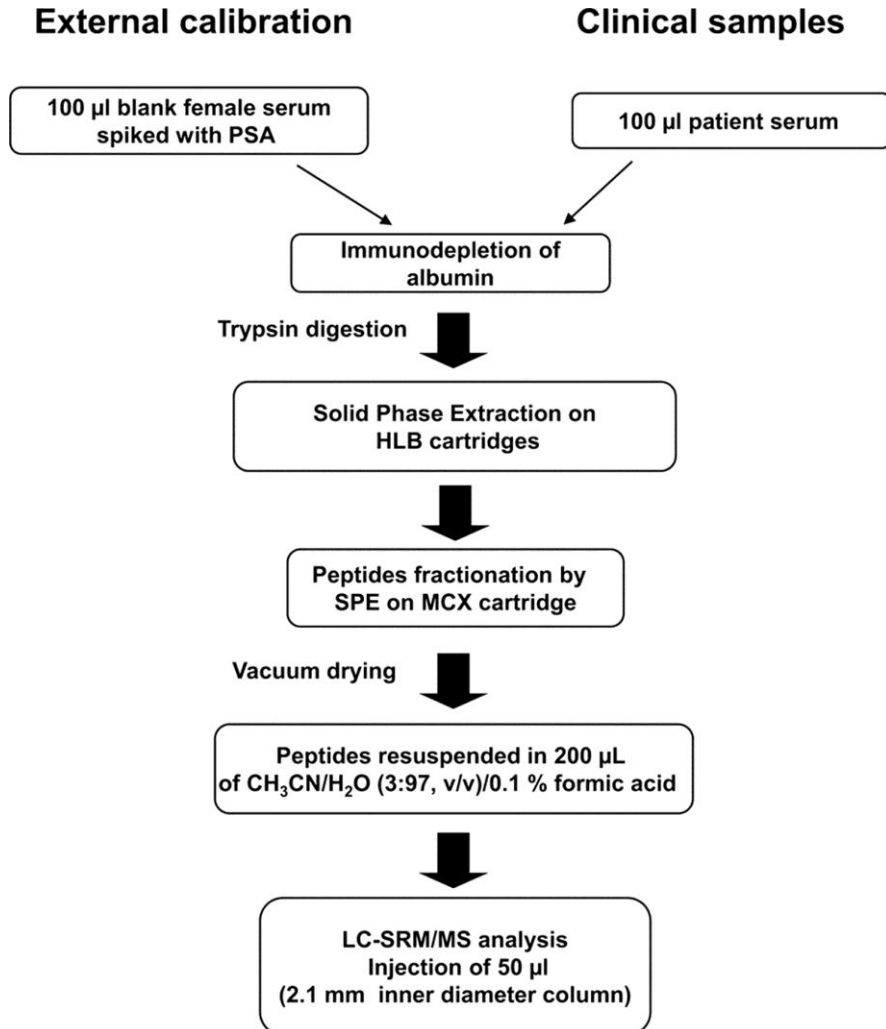 External calibration
Clinical samples
100 µl blank female serum
spiked with PSA
100 µl patient serum
Immunodepletion of
albumin
Trypsin digestion
Solid Phase Extraction on
HLB cartridges
Peptides fractionation by
SPE on MCX cartridge
Vacuum drying
Peptides resuspended in 200 µL
of CH₃CN/H₂O (3:97, v/v)/0.1 % formic acid
LC-SRM/MS analysis
Injection of 50 µl
(2.1 mm inner diameter column)